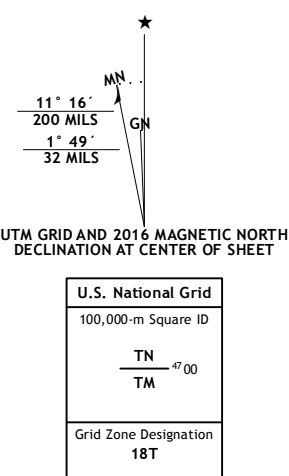 ★
MN
11° 16´
200 MILS
GN
1° 49´
32 MILS
UTM GRID AND 2016 MAGNETIC NORTH
DECLINATION AT CENTER OF SHEET
U.S. National Grid
100,000-m Square ID
TN
⁴⁷00
TM
Grid Zone Designation
18T